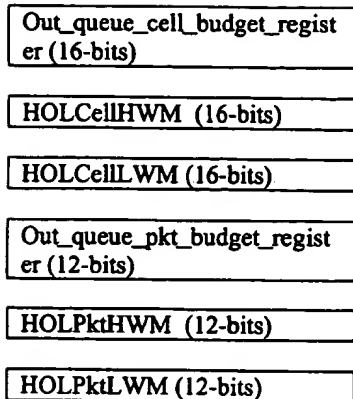 Out_queue_cell_budget_regist
er (16-bits)
HOLCellHWM (16-bits)
HOLCellLWM (16-bits)
Out_queue_pkt_budget_regist
er (12-bits)
HOLPktHWM (12-bits)
HOLPktLWM (12-bits)